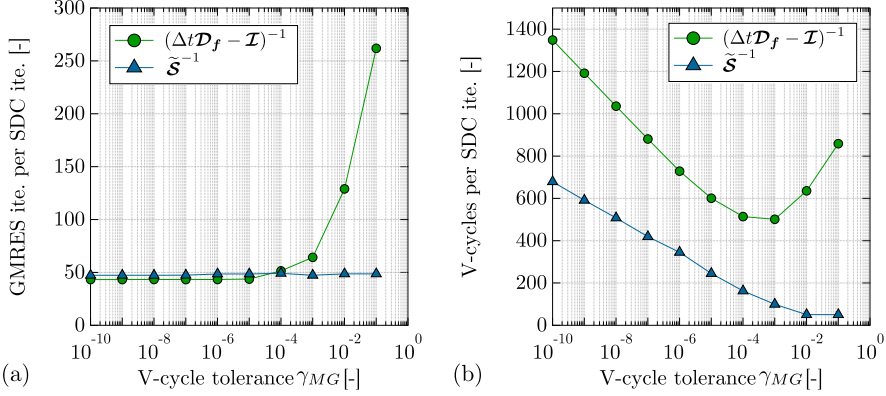 300
250
200
150
100
50
0
GMRES ite. per SDC ite. [-]
(Δt𝓓_f − 𝓘)^{-1}
𝓢̃^{-1}
10^{-10} 10^{-8} 10^{-6} 10^{-4} 10^{-2} 10^0
V-cycle tolerance γ_{MG} [-]
(a)
1400
1200
1000
800
600
400
200
0
V-cycles per SDC ite. [-]
(Δt𝓓_f − 𝓘)^{-1}
𝓢̃^{-1}
10^{-10} 10^{-8} 10^{-6} 10^{-4} 10^{-2} 10^0
V-cycle tolerance γ_{MG} [-]
(b)